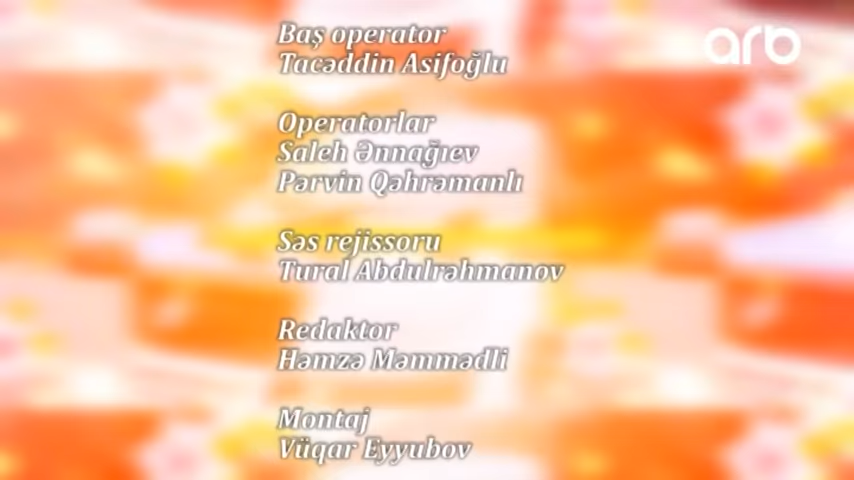 arb
Baş operator
Tacəddin Asifoğlu
Operatorlar
Saleh Ənnağıev
Pərvin Qəhrəmanlı
Səs rejissoru
Tural Abdulrəhmanov
Redaktor
Həmzə Məmmədli
Montaj
Vüqar Eyyubov